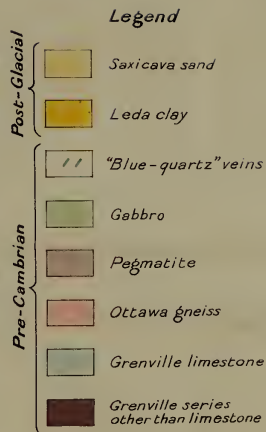 Legend
Post-Glacial
Saxicava sand
Leda clay
Pre-Cambrian
"Blue-quartz" veins
Gabbro
Pegmatite
Ottawa gneiss
Grenville limestone
Grenville series
other than limestone